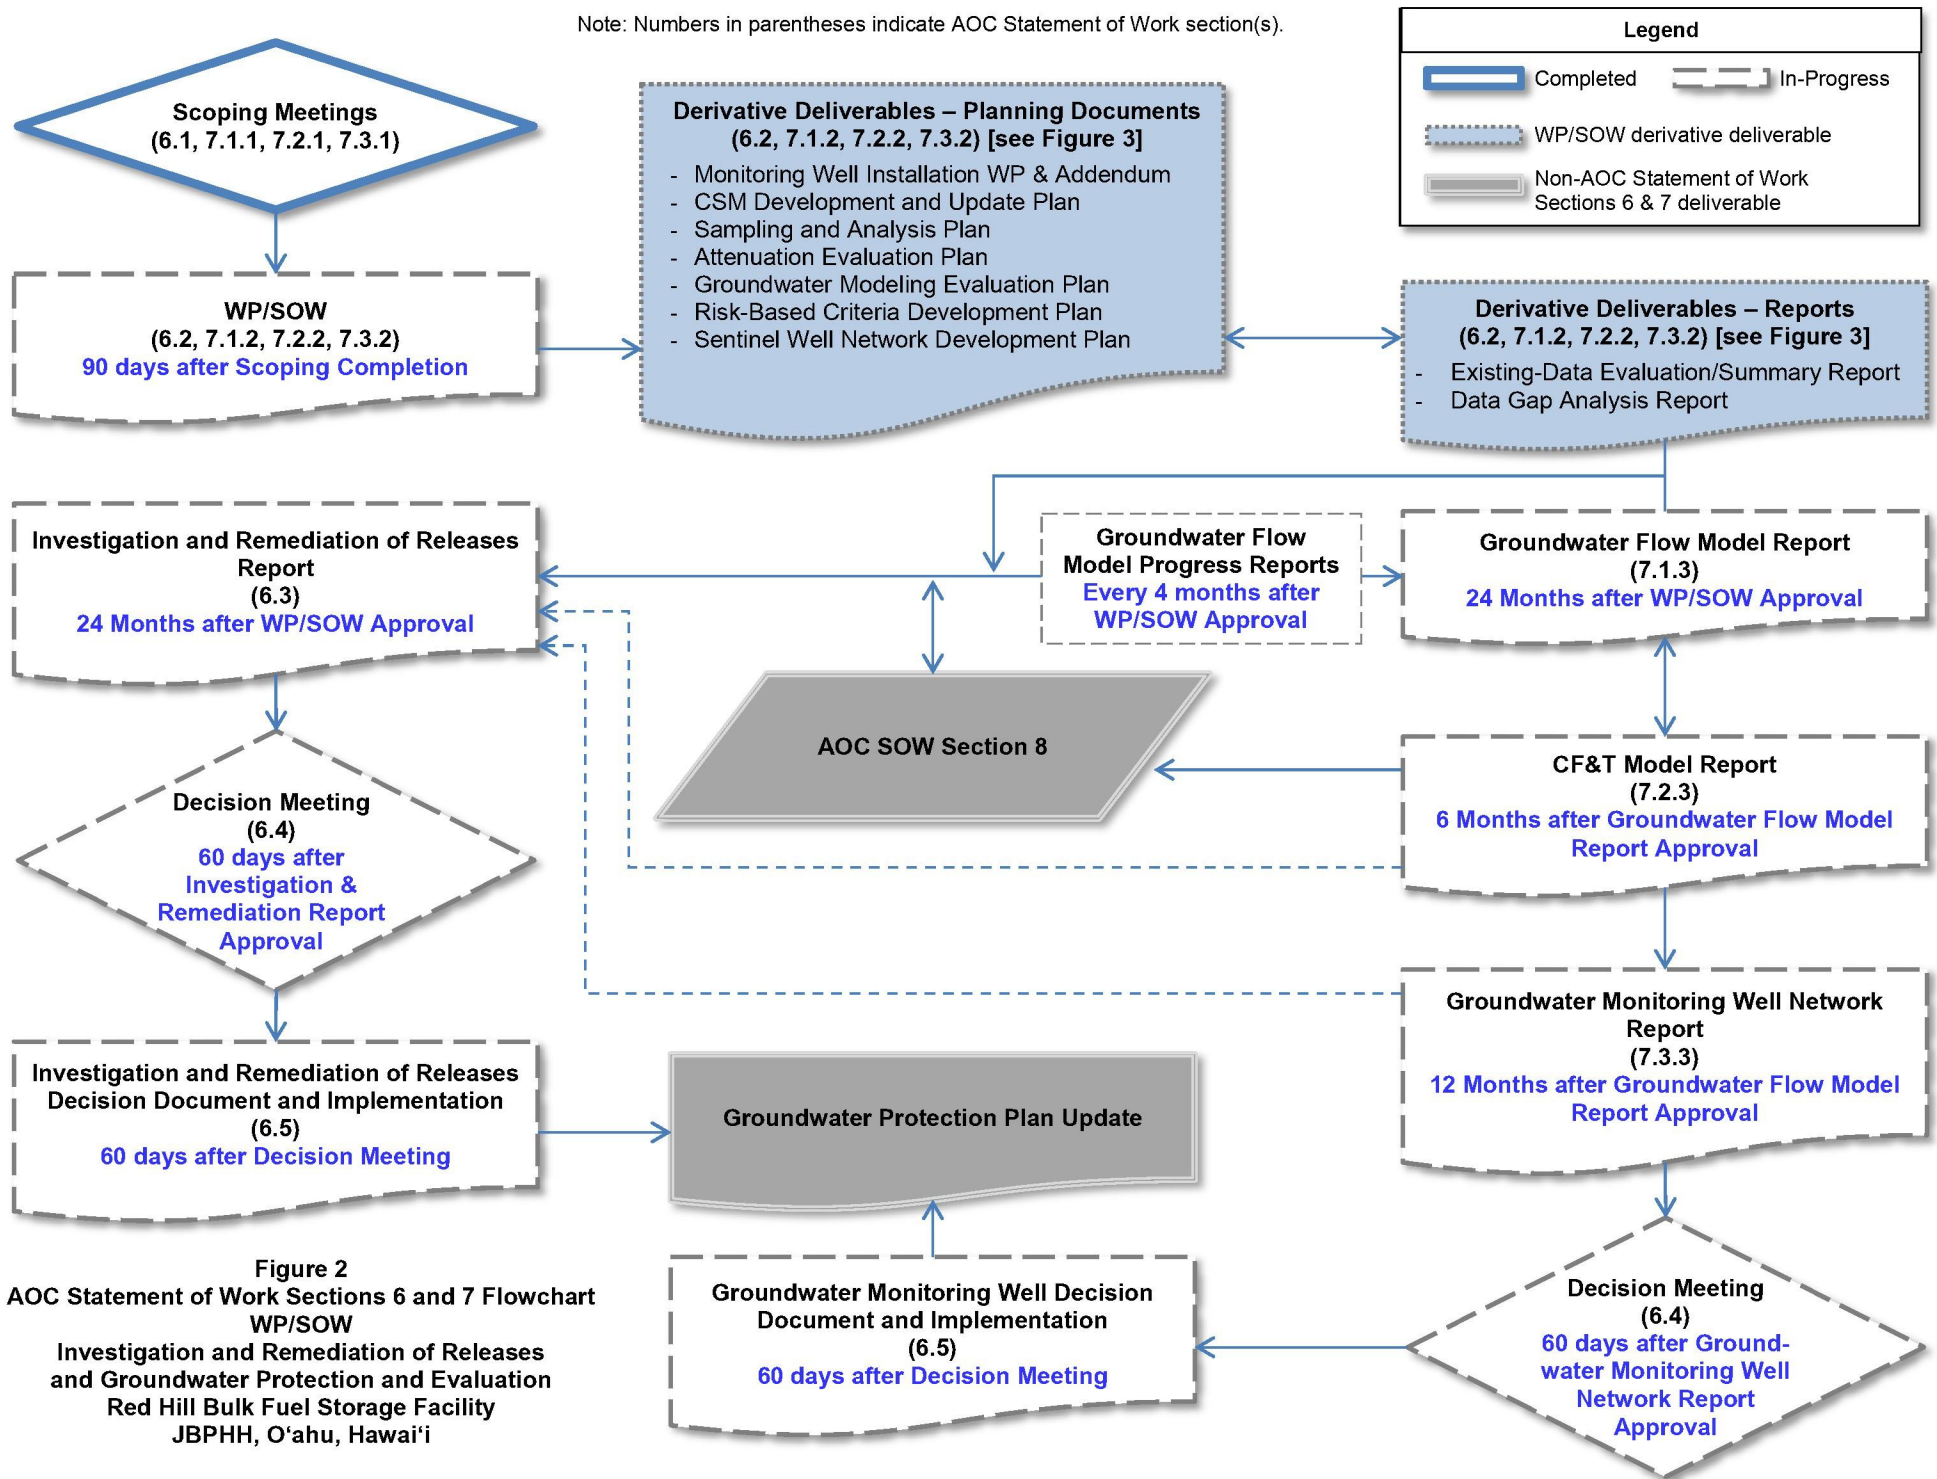 Note: Numbers in parentheses indicate AOC Statement of Work section(s).
Legend
Completed
In-Progress
WP/SOW derivative deliverable
Non-AOC Statement of Work
Sections 6 & 7 deliverable
Scoping Meetings
(6.1, 7.1.1, 7.2.1, 7.3.1)
WP/SOW
(6.2, 7.1.2, 7.2.2, 7.3.2)
90 days after Scoping Completion
Derivative Deliverables – Planning Documents
(6.2, 7.1.2, 7.2.2, 7.3.2) [see Figure 3]
- Monitoring Well Installation WP & Addendum
- CSM Development and Update Plan
- Sampling and Analysis Plan
- Attenuation Evaluation Plan
- Groundwater Modeling Evaluation Plan
- Risk-Based Criteria Development Plan
- Sentinel Well Network Development Plan
Derivative Deliverables – Reports
(6.2, 7.1.2, 7.2.2, 7.3.2) [see Figure 3]
- Existing-Data Evaluation/Summary Report
- Data Gap Analysis Report
Investigation and Remediation of Releases
Report
(6.3)
24 Months after WP/SOW Approval
Groundwater Flow
Model Progress Reports
Every 4 months after
WP/SOW Approval
Groundwater Flow Model Report
(7.1.3)
24 Months after WP/SOW Approval
AOC SOW Section 8
CF&T Model Report
(7.2.3)
6 Months after Groundwater Flow Model
Report Approval
Decision Meeting
(6.4)
60 days after
Investigation &
Remediation Report
Approval
Groundwater Monitoring Well Network
Report
(7.3.3)
12 Months after Groundwater Flow Model
Report Approval
Investigation and Remediation of Releases
Decision Document and Implementation
(6.5)
60 days after Decision Meeting
Groundwater Protection Plan Update
Groundwater Monitoring Well Decision
Document and Implementation
(6.5)
60 days after Decision Meeting
Decision Meeting
(6.4)
60 days after Ground-
water Monitoring Well
Network Report
Approval
Figure 2
AOC Statement of Work Sections 6 and 7 Flowchart
WP/SOW
Investigation and Remediation of Releases
and Groundwater Protection and Evaluation
Red Hill Bulk Fuel Storage Facility
JBPHH, Oʻahu, Hawaiʻi